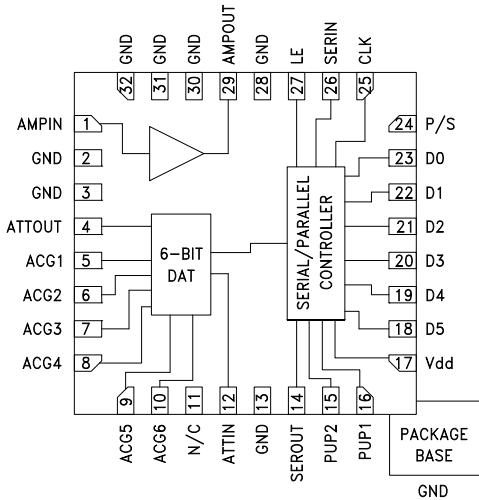 GND
GND
GND
AMPOUT
GND
LE
SERIN
CLK
32
31
30
29
28
27
26
25
AMPIN 1
GND 2
GND 3
ATTOUT 4
ACG1 5
ACG2 6
ACG3 7
ACG4 8
24 P/S
23 D0
22 D1
21 D2
20 D3
19 D4
18 D5
17 Vdd
6-BIT
DAT
SERIAL/PARALLEL
CONTROLLER
9
10
11
12
13
14
15
16
ACG5
ACG6
N/C
ATTIN
GND
SEROUT
PUP2
PUP1
PACKAGE
BASE
GND